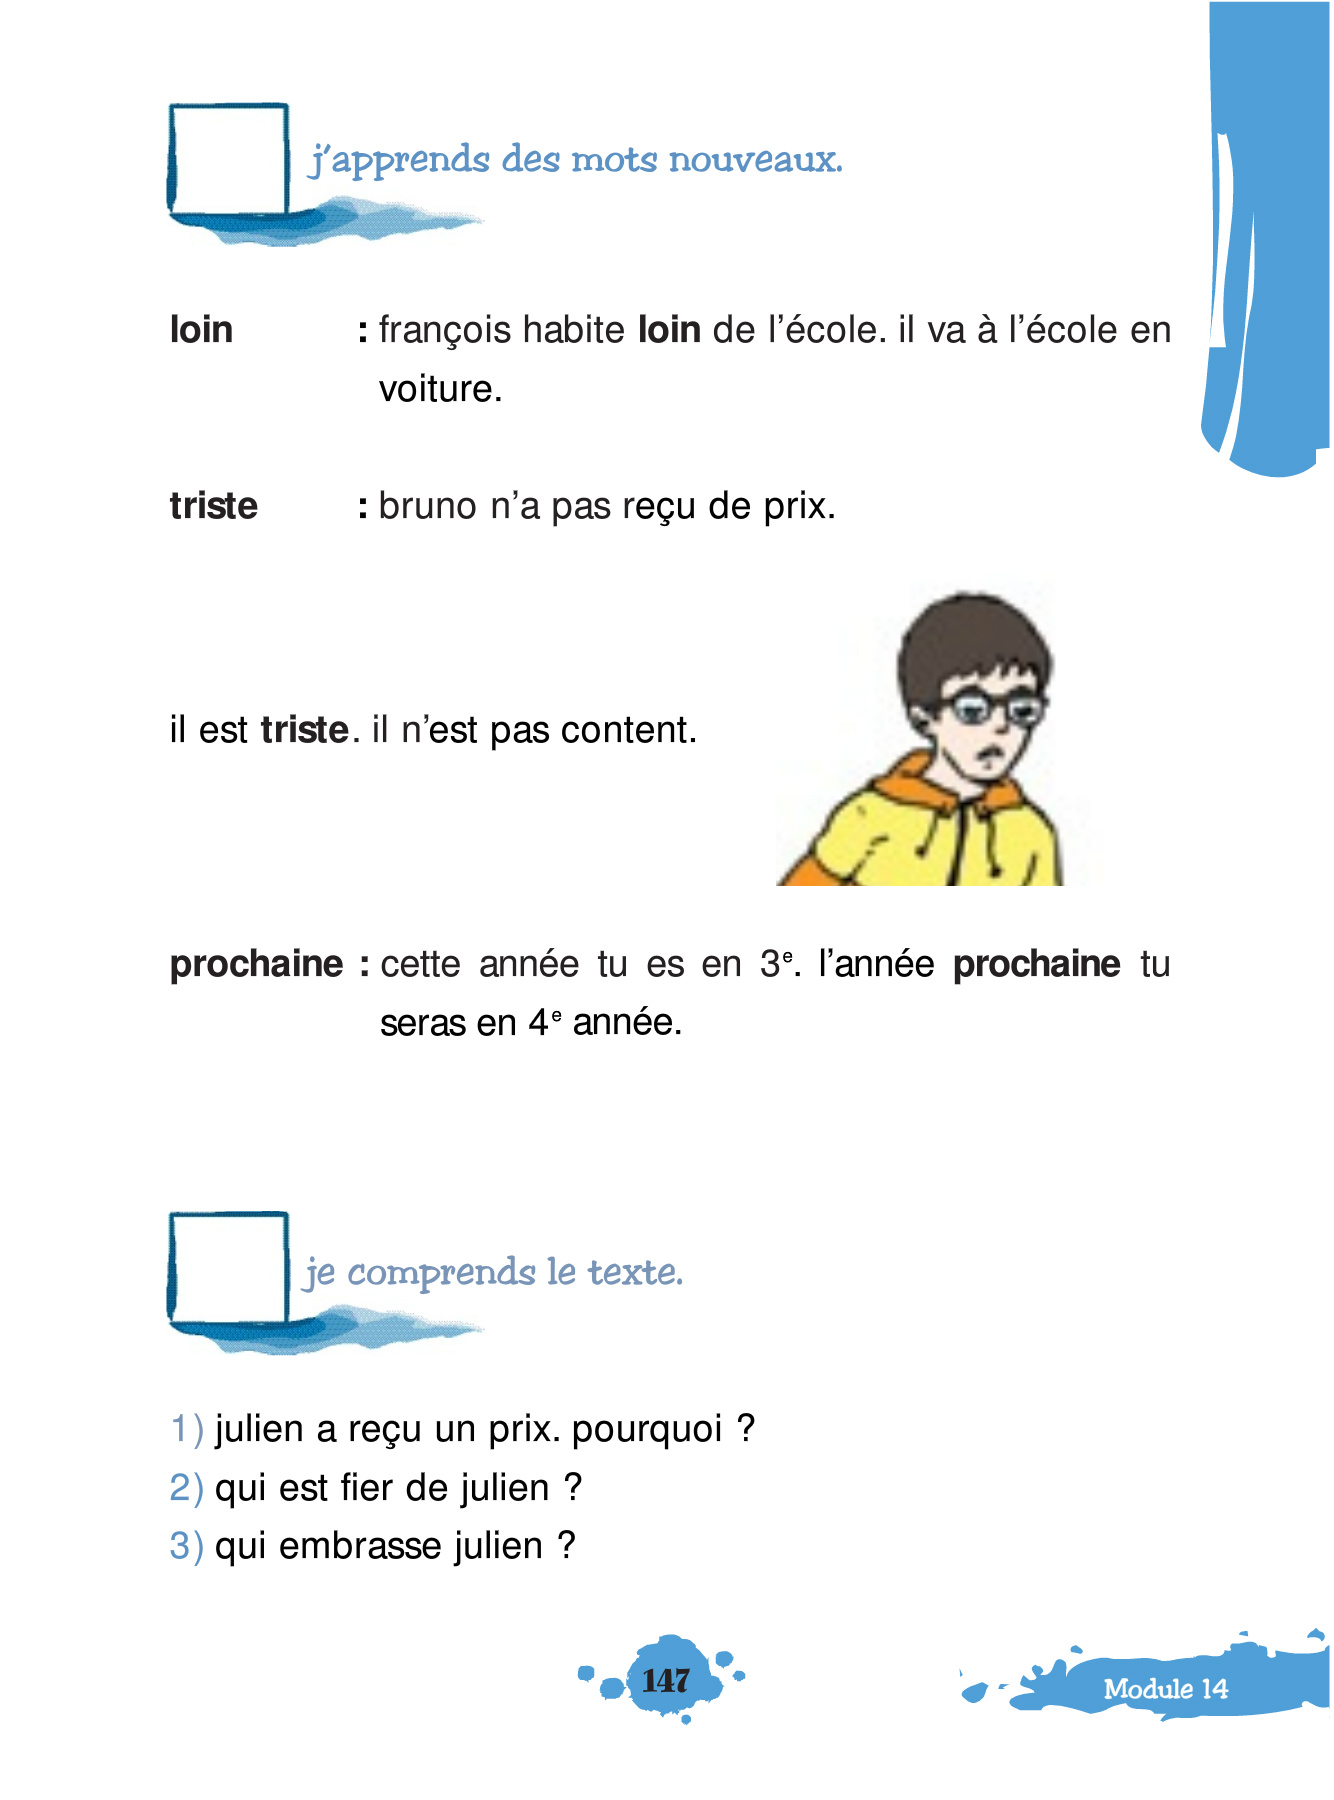 j'apprends des mots nouveaux.
loin : françois habite loin de l'école. il va à l'école en
voiture.
triste : bruno n'a pas reçu de prix.
il est triste. il n'est pas content.
prochaine : cette année tu es en 3e. l'année prochaine tu
seras en 4e année.
je comprends le texte.
1) julien a reçu un prix. pourquoi ?
2) qui est fier de julien ?
3) qui embrasse julien ?
147
Module 14